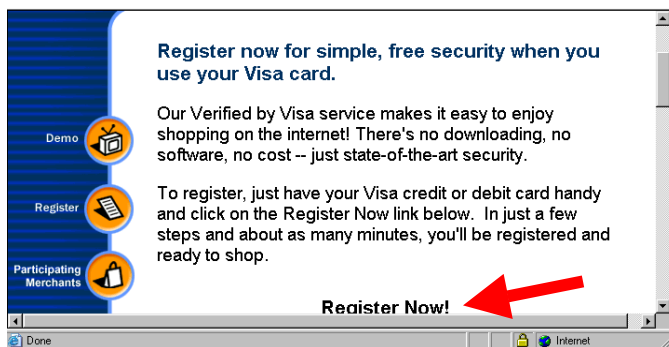 Register now for simple, free security when you
use your Visa card.
Our Verified by Visa service makes it easy to enjoy
shopping on the internet! There's no downloading, no
software, no cost -- just state-of-the-art security.
To register, just have your Visa credit or debit card handy
and click on the Register Now link below.  In just a few
steps and about as many minutes, you'll be registered and
ready to shop.
Register Now!
Demo
Register
Participating
Merchants
Done
Internet